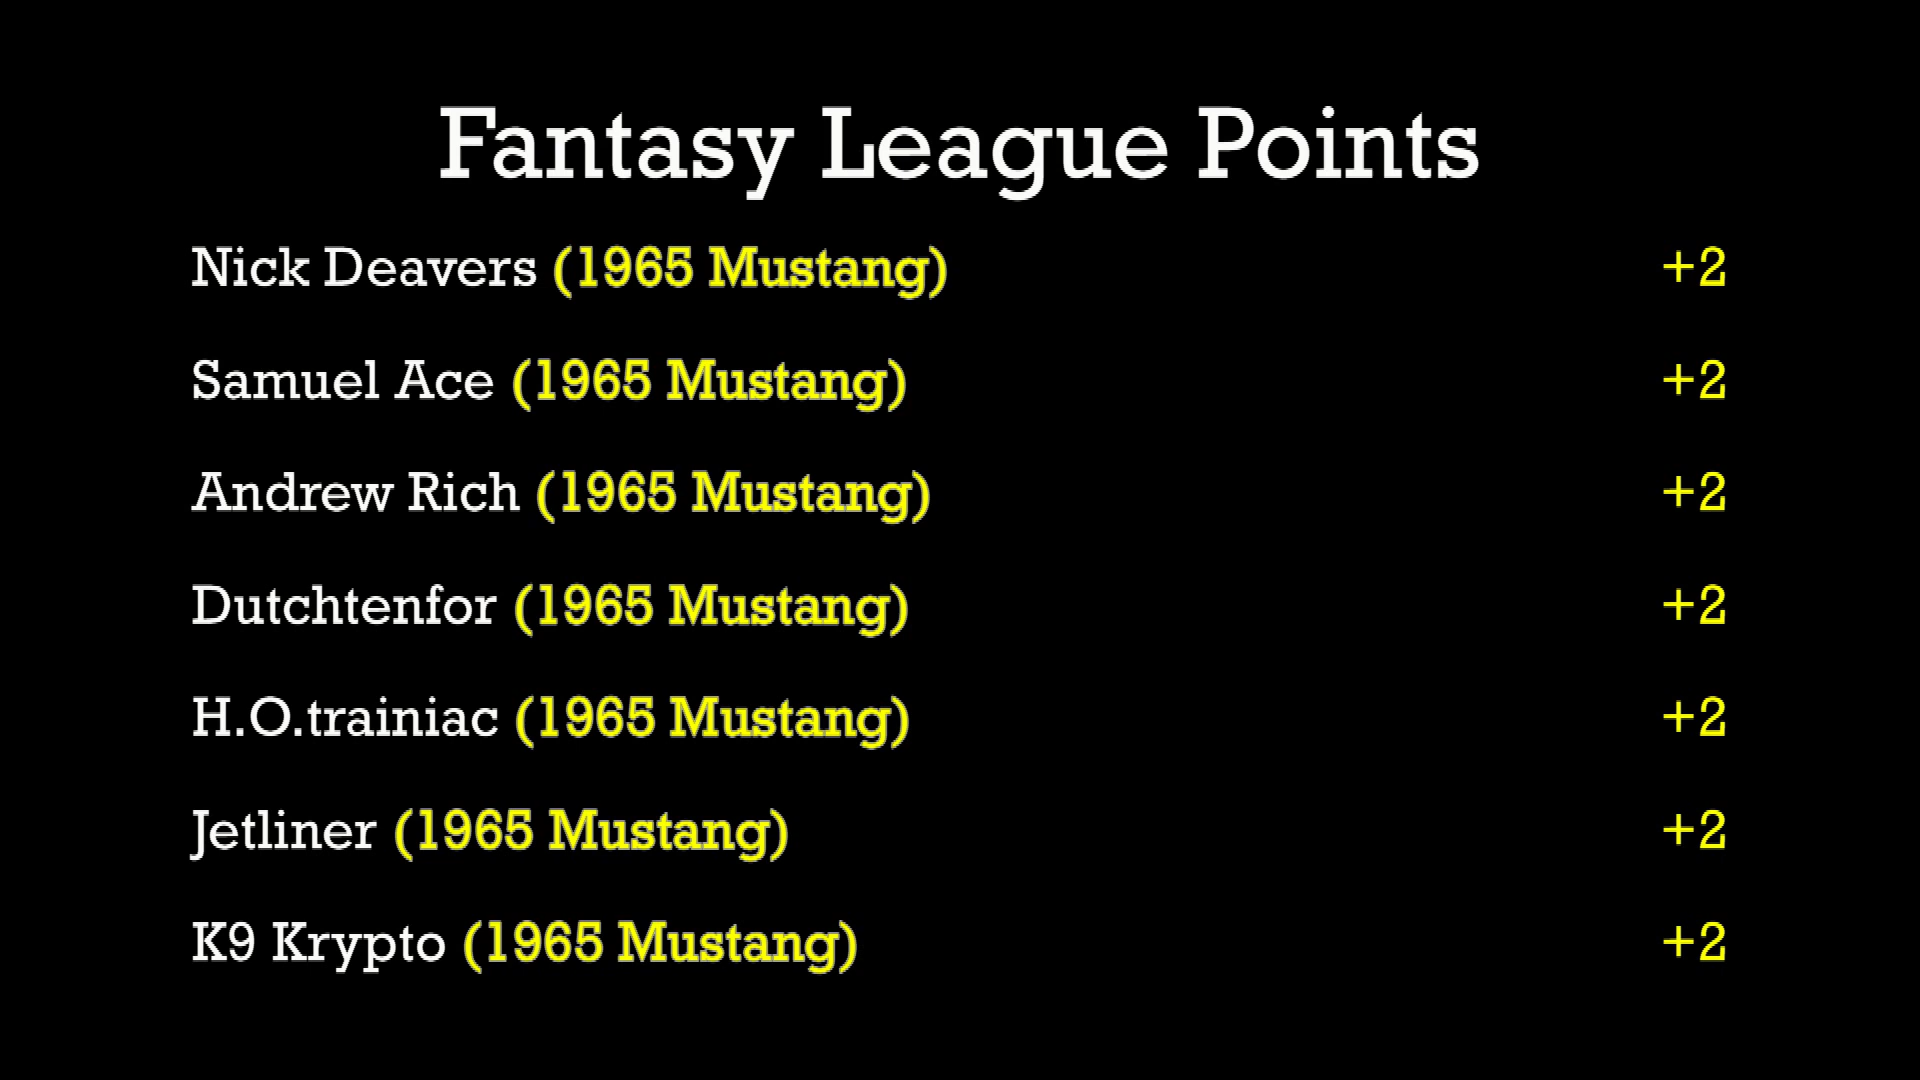 Fantasy League Points
Nick Deavers (1965 Mustang) +2
Samuel Ace (1965 Mustang) +2
Andrew Rich (1965 Mustang) +2
Dutchtenfor (1965 Mustang) +2
H.O.trainiac (1965 Mustang) +2
Jetliner (1965 Mustang) +2
K9 Krypto (1965 Mustang) +2